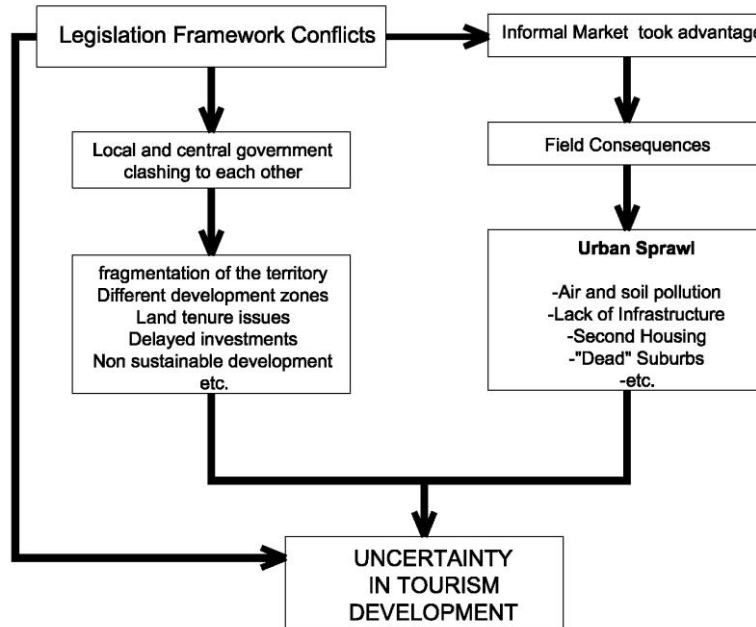 Legislation Framework Conflicts
Informal Market took advantage
Local and central government
clashing to each other
Field Consequences
fragmentation of the territory
Different development zones
Land tenure issues
Delayed investments
Non sustainable development
etc.
Urban Sprawl
-Air and soil pollution
-Lack of Infrastructure
-Second Housing
-"Dead" Suburbs
-etc.
UNCERTAINTY
IN TOURISM
DEVELOPMENT